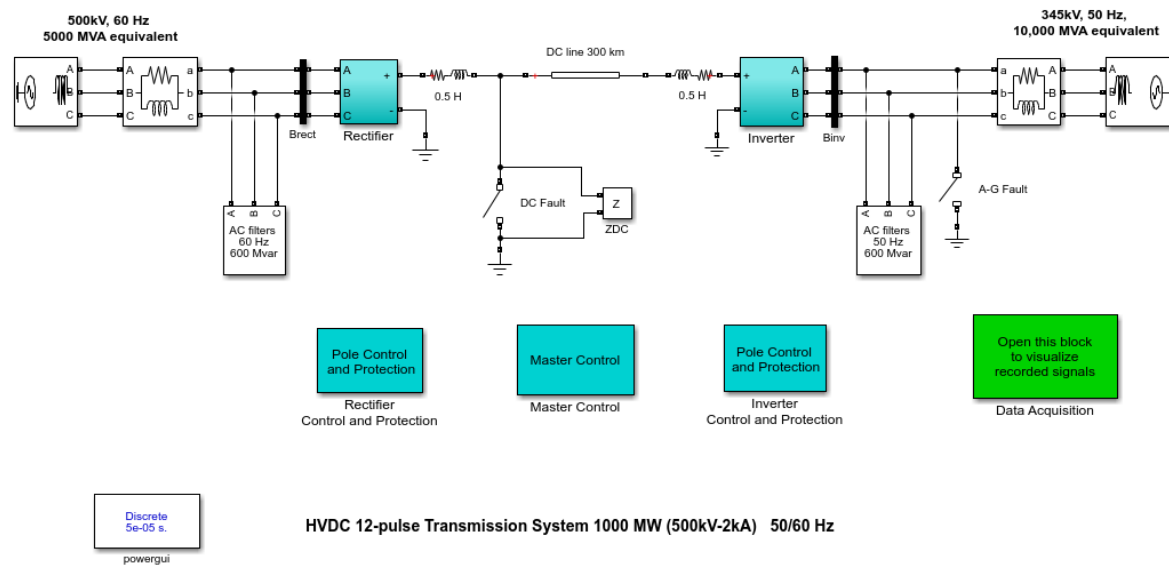 500kV, 60 Hz
5000 MVA equivalent
345kV, 50 Hz,
10,000 MVA equivalent
A
B
C
A
B
C
a
b
c
Brect
A
B
C
+
-
Rectifier
0.5 H
DC line 300 km
0.5 H
+
-
A
B
C
Inverter
Binv
a
b
c
A
B
C
A
B
C
A
B
C
AC filters
60 Hz
600 Mvar
DC Fault
Z
ZDC
A
B
C
AC filters
50 Hz
600 Mvar
A-G Fault
Pole Control
and Protection
Rectifier
Control and Protection
Master Control
Master Control
Pole Control
and Protection
Inverter
Control and Protection
Open this block
to visualize
recorded signals
Data Acquisition
Discrete
5e-05 s.
powergui
HVDC 12-pulse Transmission System 1000 MW (500kV-2kA) 50/60 Hz